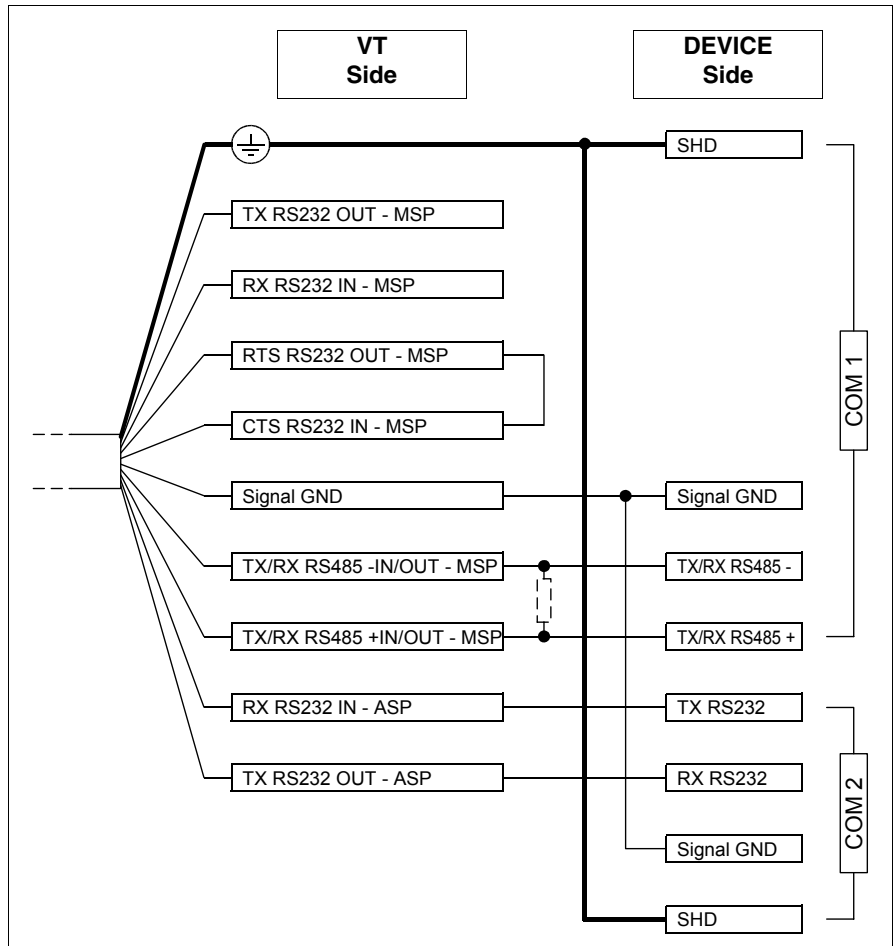 VT
Side
DEVICE
Side
SHD
TX RS232 OUT - MSP
RX RS232 IN - MSP
RTS RS232 OUT - MSP
CTS RS232 IN - MSP
COM 1
Signal GND
Signal GND
TX/RX RS485 -IN/OUT - MSP
TX/RX RS485 -
TX/RX RS485 +IN/OUT - MSP
TX/RX RS485 +
RX RS232 IN - ASP
TX RS232
TX RS232 OUT - ASP
RX RS232
COM 2
Signal GND
SHD